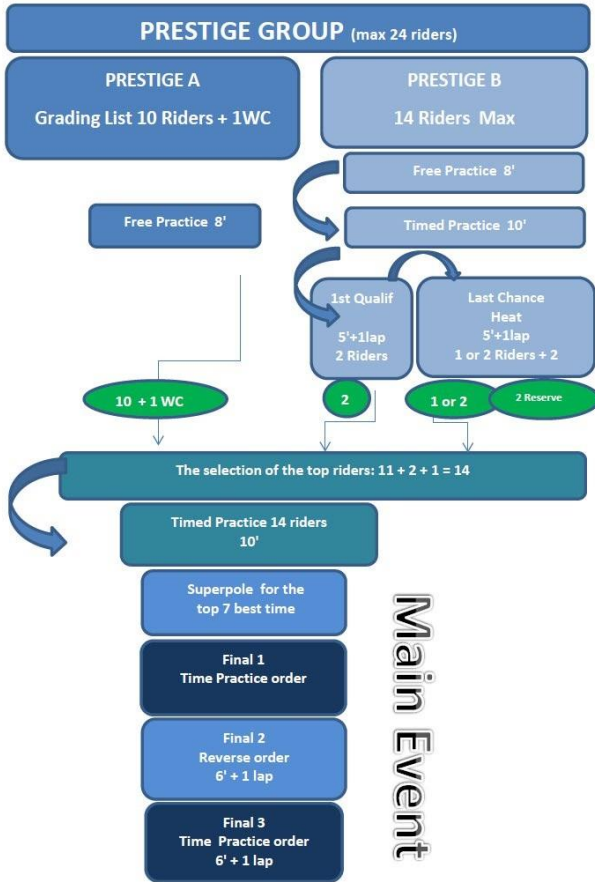 PRESTIGE GROUP (max 24 riders)
PRESTIGE A
Grading List 10 Riders + 1WC
PRESTIGE B
14 Riders Max
Free Practice 8'
Timed Practice 10'
Free Practice 8'
1st Qualif
5'+1lap
2 Riders
Last Chance
Heat
5'+1lap
1 or 2 Riders + 2
10 + 1 WC
2
1 or 2
2 Reserve
The selection of the top riders: 11 + 2 + 1 = 14
Timed Practice 14 riders
10'
Superpole for the
top 7 best time
Final 1
Time Practice order
Final 2
Reverse order
6' + 1 lap
Final 3
Time Practice order
6' + 1 lap
Main Event